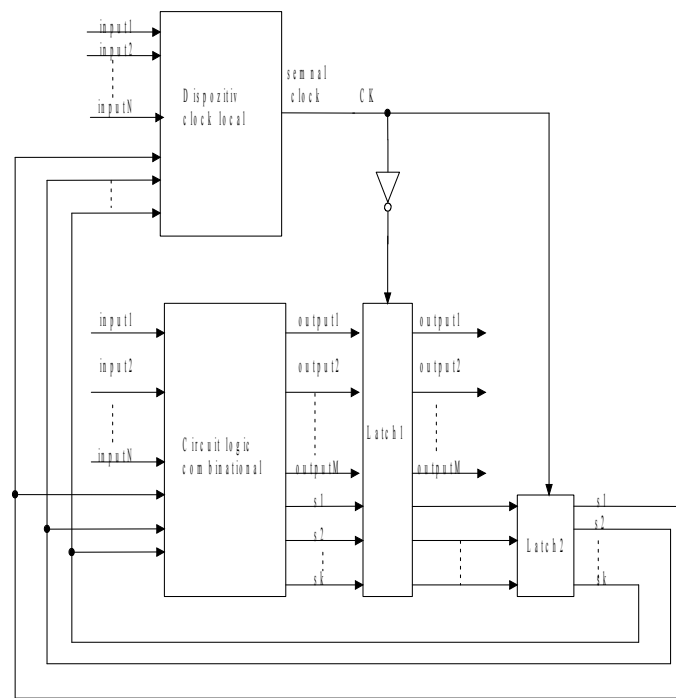 input1
input2
inputN
Dispozitiv
clock local
semnal
clock
CK
input1
input2
inputN
Circuit logic
combinational
output1
output2
outputM
s1
s2
sk
Latch1
output1
output2
outputM
Latch2
s1
s2
sk